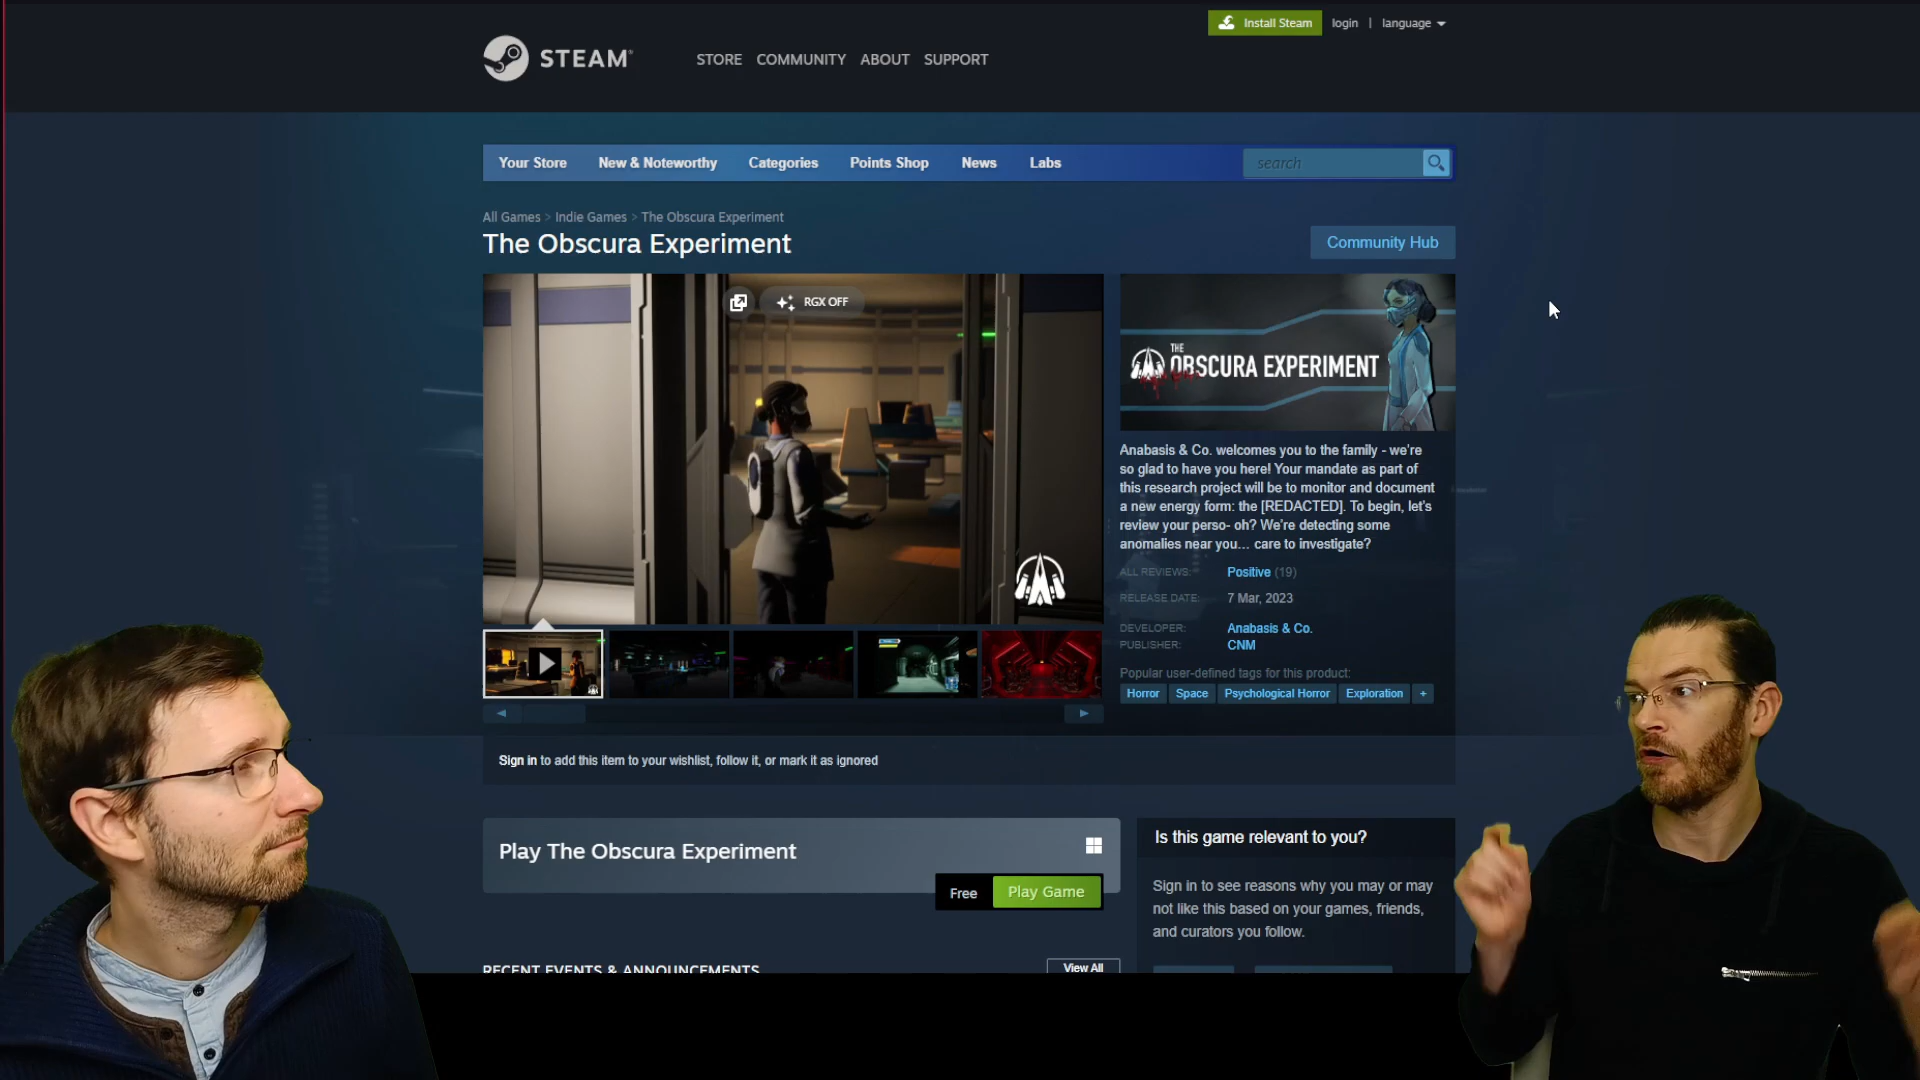 Install Steam
login | language
STEAM
STORE COMMUNITY ABOUT SUPPORT
Your Store New & Noteworthy Categories Points Shop News Labs
search
All Games > Indie Games > The Obscura Experiment
The Obscura Experiment
Community Hub
RGX OFF
THE
OBSCURA EXPERIMENT
Anabasis & Co. welcomes you to the family - we're
so glad to have you here! Your mandate as part of
this research project will be to monitor and document
a new energy form: the [REDACTED]. To begin, let's
review your perso- oh? We're detecting some
anomalies near you... care to investigate?
ALL REVIEWS: Positive (19)
RELEASE DATE: 7 Mar, 2023
DEVELOPER: Anabasis & Co.
PUBLISHER: CNM
Popular user-defined tags for this product:
Horror Space Psychological Horror Exploration +
Sign in to add this item to your wishlist, follow it, or mark it as ignored
Play The Obscura Experiment
Free Play Game
Is this game relevant to you?
Sign in to see reasons why you may or may
not like this based on your games, friends,
and curators you follow.
RECENT EVENTS & ANNOUNCEMENTS
View All